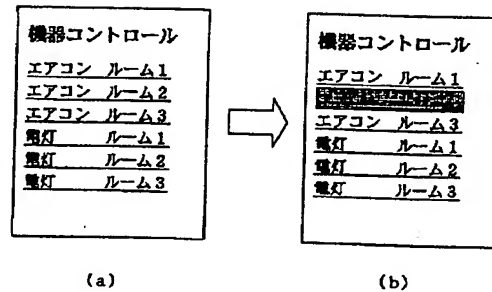 機器コントロール
エアコン ルーム1
エアコン ルーム2
エアコン ルーム3
電灯 ルーム1
電灯 ルーム2
電灯 ルーム3
(a)
機器コントロール
エアコン ルーム1
エアコン ルーム3
電灯 ルーム1
電灯 ルーム2
電灯 ルーム3
(b)